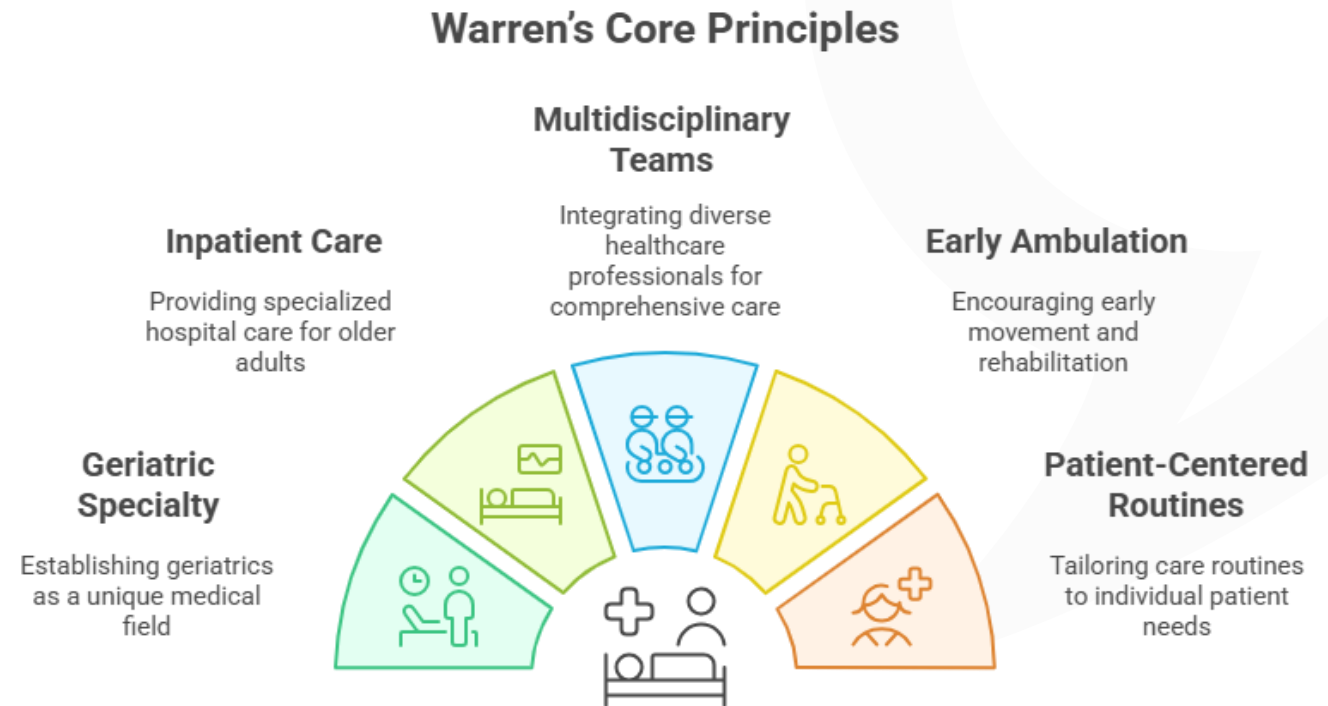 Warren's Core Principles
Multidisciplinary
Teams
Integrating diverse
healthcare
professionals for
comprehensive care
Inpatient Care
Providing specialized
hospital care for older
adults
Early Ambulation
Encouraging early
movement and
rehabilitation
Geriatric
Specialty
Establishing geriatrics
as a unique medical
field
Patient-Centered
Routines
Tailoring care routines
to individual patient
needs